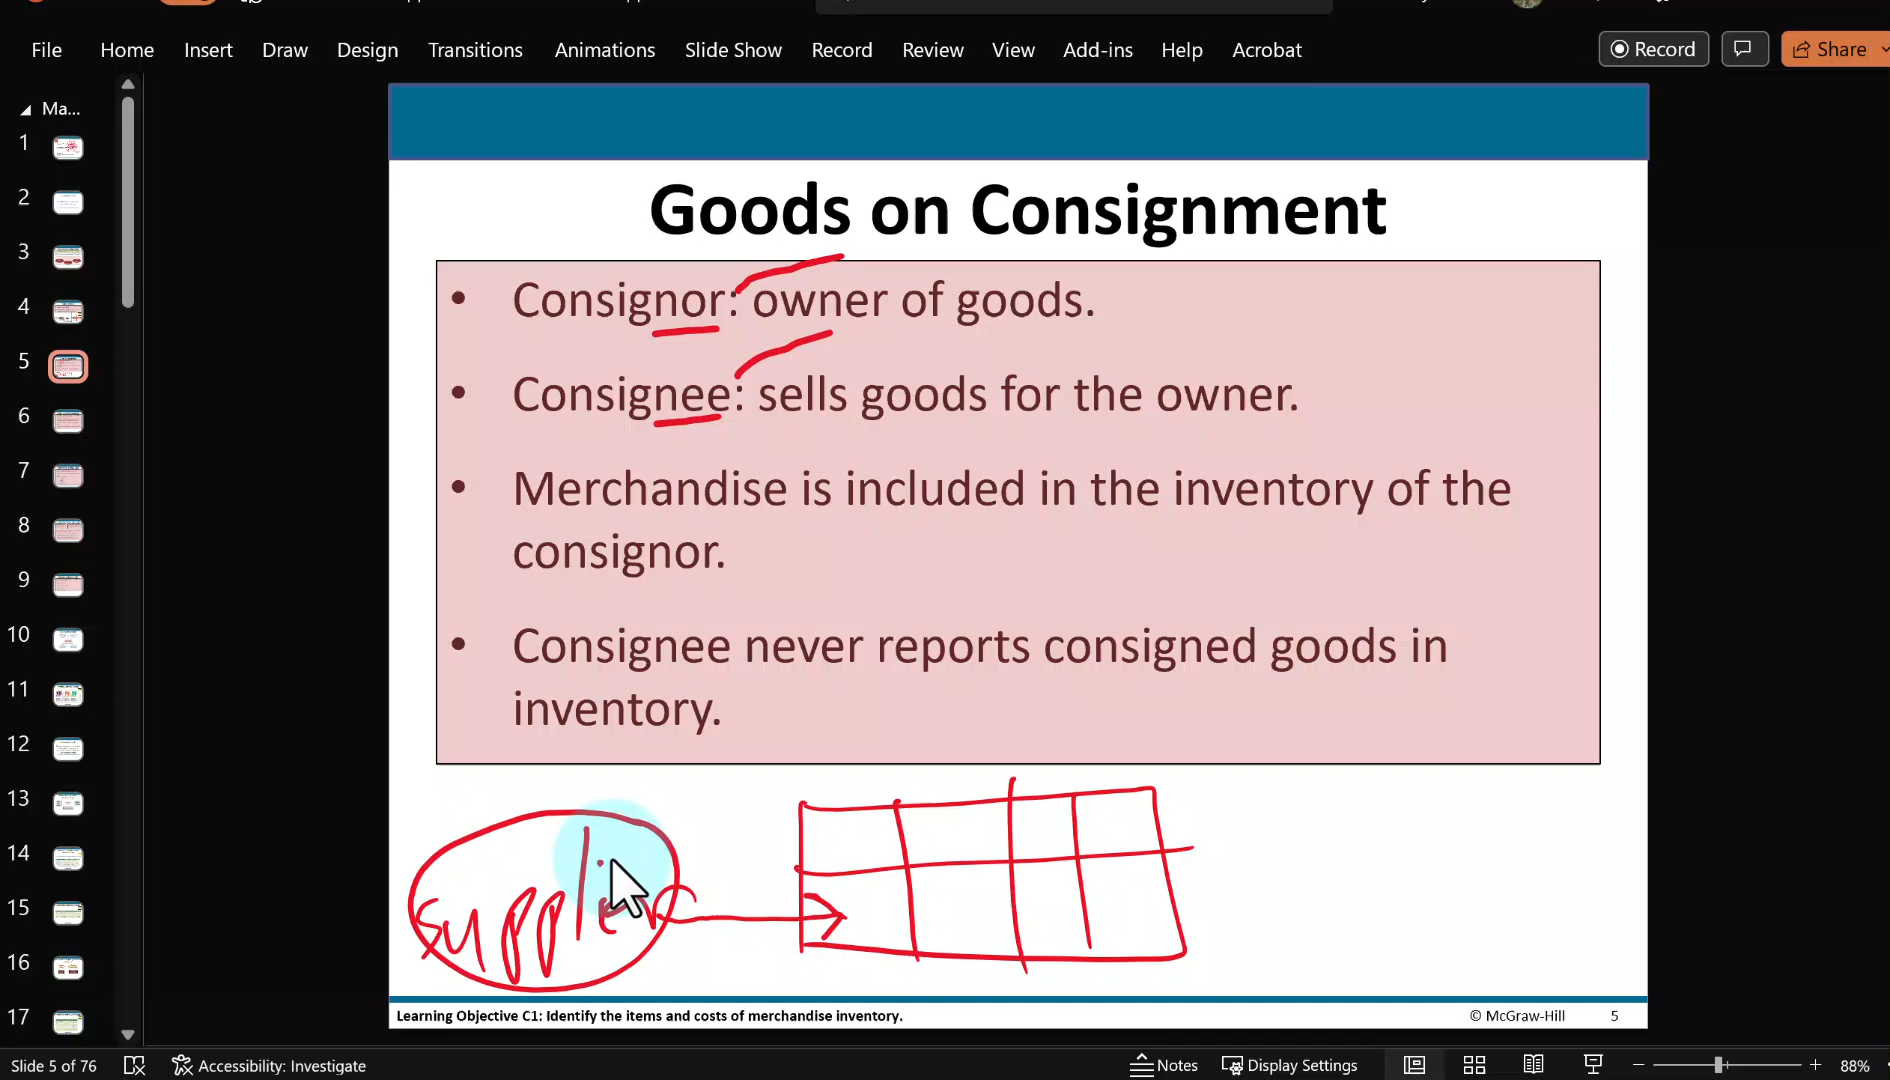 File Home Insert Draw Design Transitions Animations Slide Show Record Review View Add-ins Help Acrobat Record Share
Ma...
1
2
3
4
5
6
7
8
9
10
11
12
13
14
15
16
17
Goods on Consignment
• Consignor: owner of goods.
• Consignee: sells goods for the owner.
• Merchandise is included in the inventory of the
consignor.
• Consignee never reports consigned goods in
inventory.
supplier
Learning Objective C1: Identify the items and costs of merchandise inventory. © McGraw-Hill 5
Slide 5 of 76 Accessibility: Investigate Notes Display Settings 88%